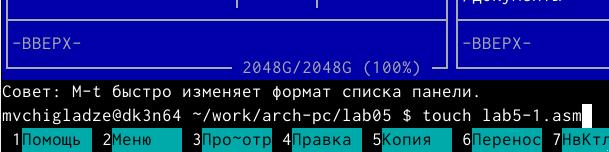 -ВВЕРХ-
-ВВЕРХ-
2048G/2048G (100%)
Совет: M-t быстро изменяет формат списка панели.
mvchigladze@dk3n64 ~/work/arch-pc/lab05 $ touch lab5-1.asm
1Помощь 2Меню 3Про~отр 4Правка 5Копия 6Перенос 7НвКтл